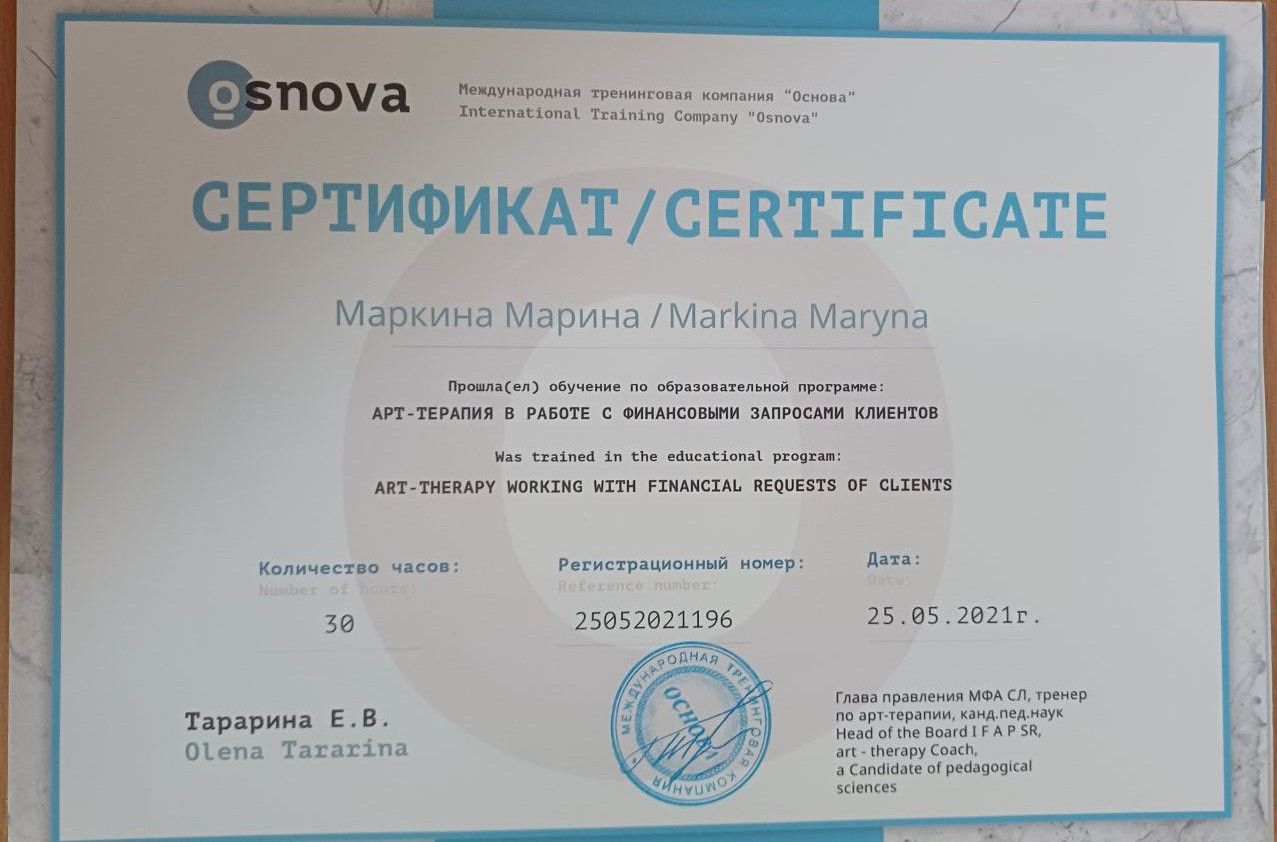 osnova
Международная тренинговая компания “Основа”
International Training Company "Osnova"
СЕРТИФИКАТ/CERTIFICATE
Маркина Марина / Markina Maryna
Прошла(ел) обучение по образовательной программе:
АРТ-ТЕРАПИЯ В РАБОТЕ С ФИНАНСОВЫМИ ЗАПРОСАМИ КЛИЕНТОВ
Was trained in the educational program:
ART-THERAPY WORKING WITH FINANCIAL REQUESTS OF CLIENTS
Количество часов:
Number of hours:
30
Регистрационный номер:
Reference number:
25052021196
Дата:
Date:
25.05.2021г.
Тарарина Е.В.
Olena Tararina
МЕЖДУНАРОДНАЯ ТРЕНИНГОВАЯ КОМПАНИЯ
ОСНОВА
Глава правления МФА СЛ, тренер
по арт-терапии, канд.пед.наук
Head of the Board I F A P SR,
art - therapy Coach,
a Candidate of pedagogical
sciences